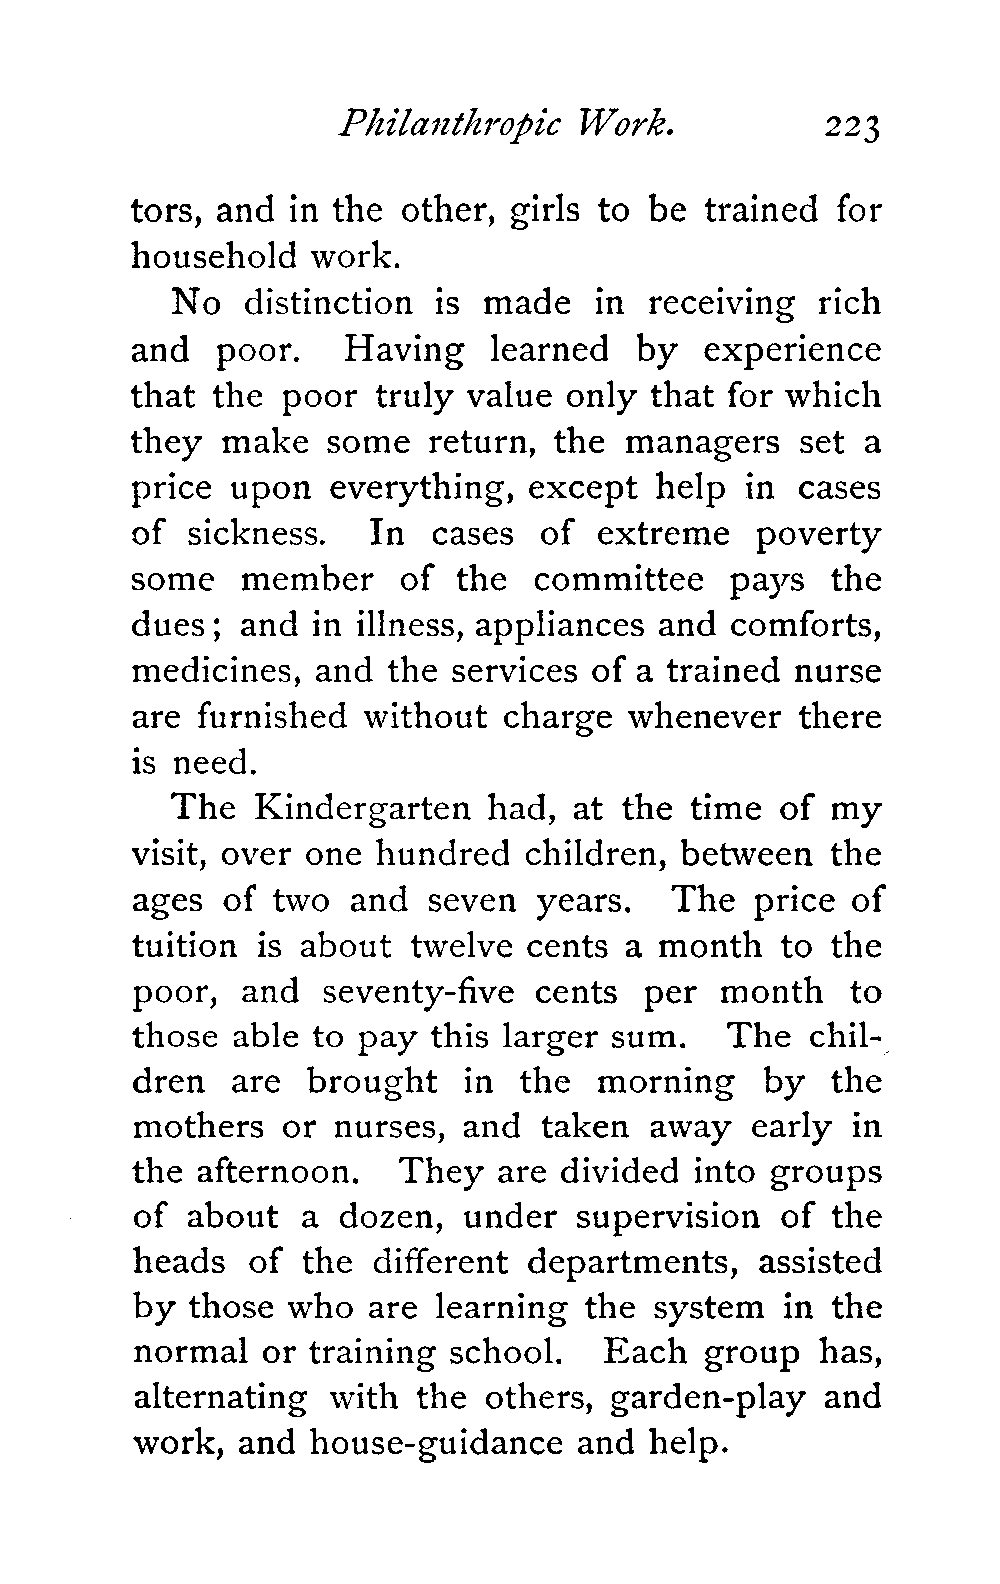 Philanthropic Work. 223
tors, and in the other, girls to be trained for
household work.
No distinction is made in receiving rich
and poor. Having learned by experience
that the poor truly value only that for which
they make some return, the managers set a
price upon everything, except help in cases
of sickness. In cases of extreme poverty
some member of the committee pays the
dues; and in illness, appliances and comforts,
medicines, and the services of a trained nurse
are furnished without charge whenever there
is need.
The Kindergarten had, at the time of my
visit, over one hundred children, between the
ages of two and seven years. The price of
tuition is about twelve cents a month to the
poor, and seventy-five cents per month to
those able to pay this larger sum. The chil-
dren are brought in the morning by the
mothers or nurses, and taken away early in
the afternoon. They are divided into groups
of about a dozen, under supervision of the
heads of the different departments, assisted
by those who are learning the system in the
normal or training school. Each group has,
alternating with the others, garden-play and
work, and house-guidance and help.